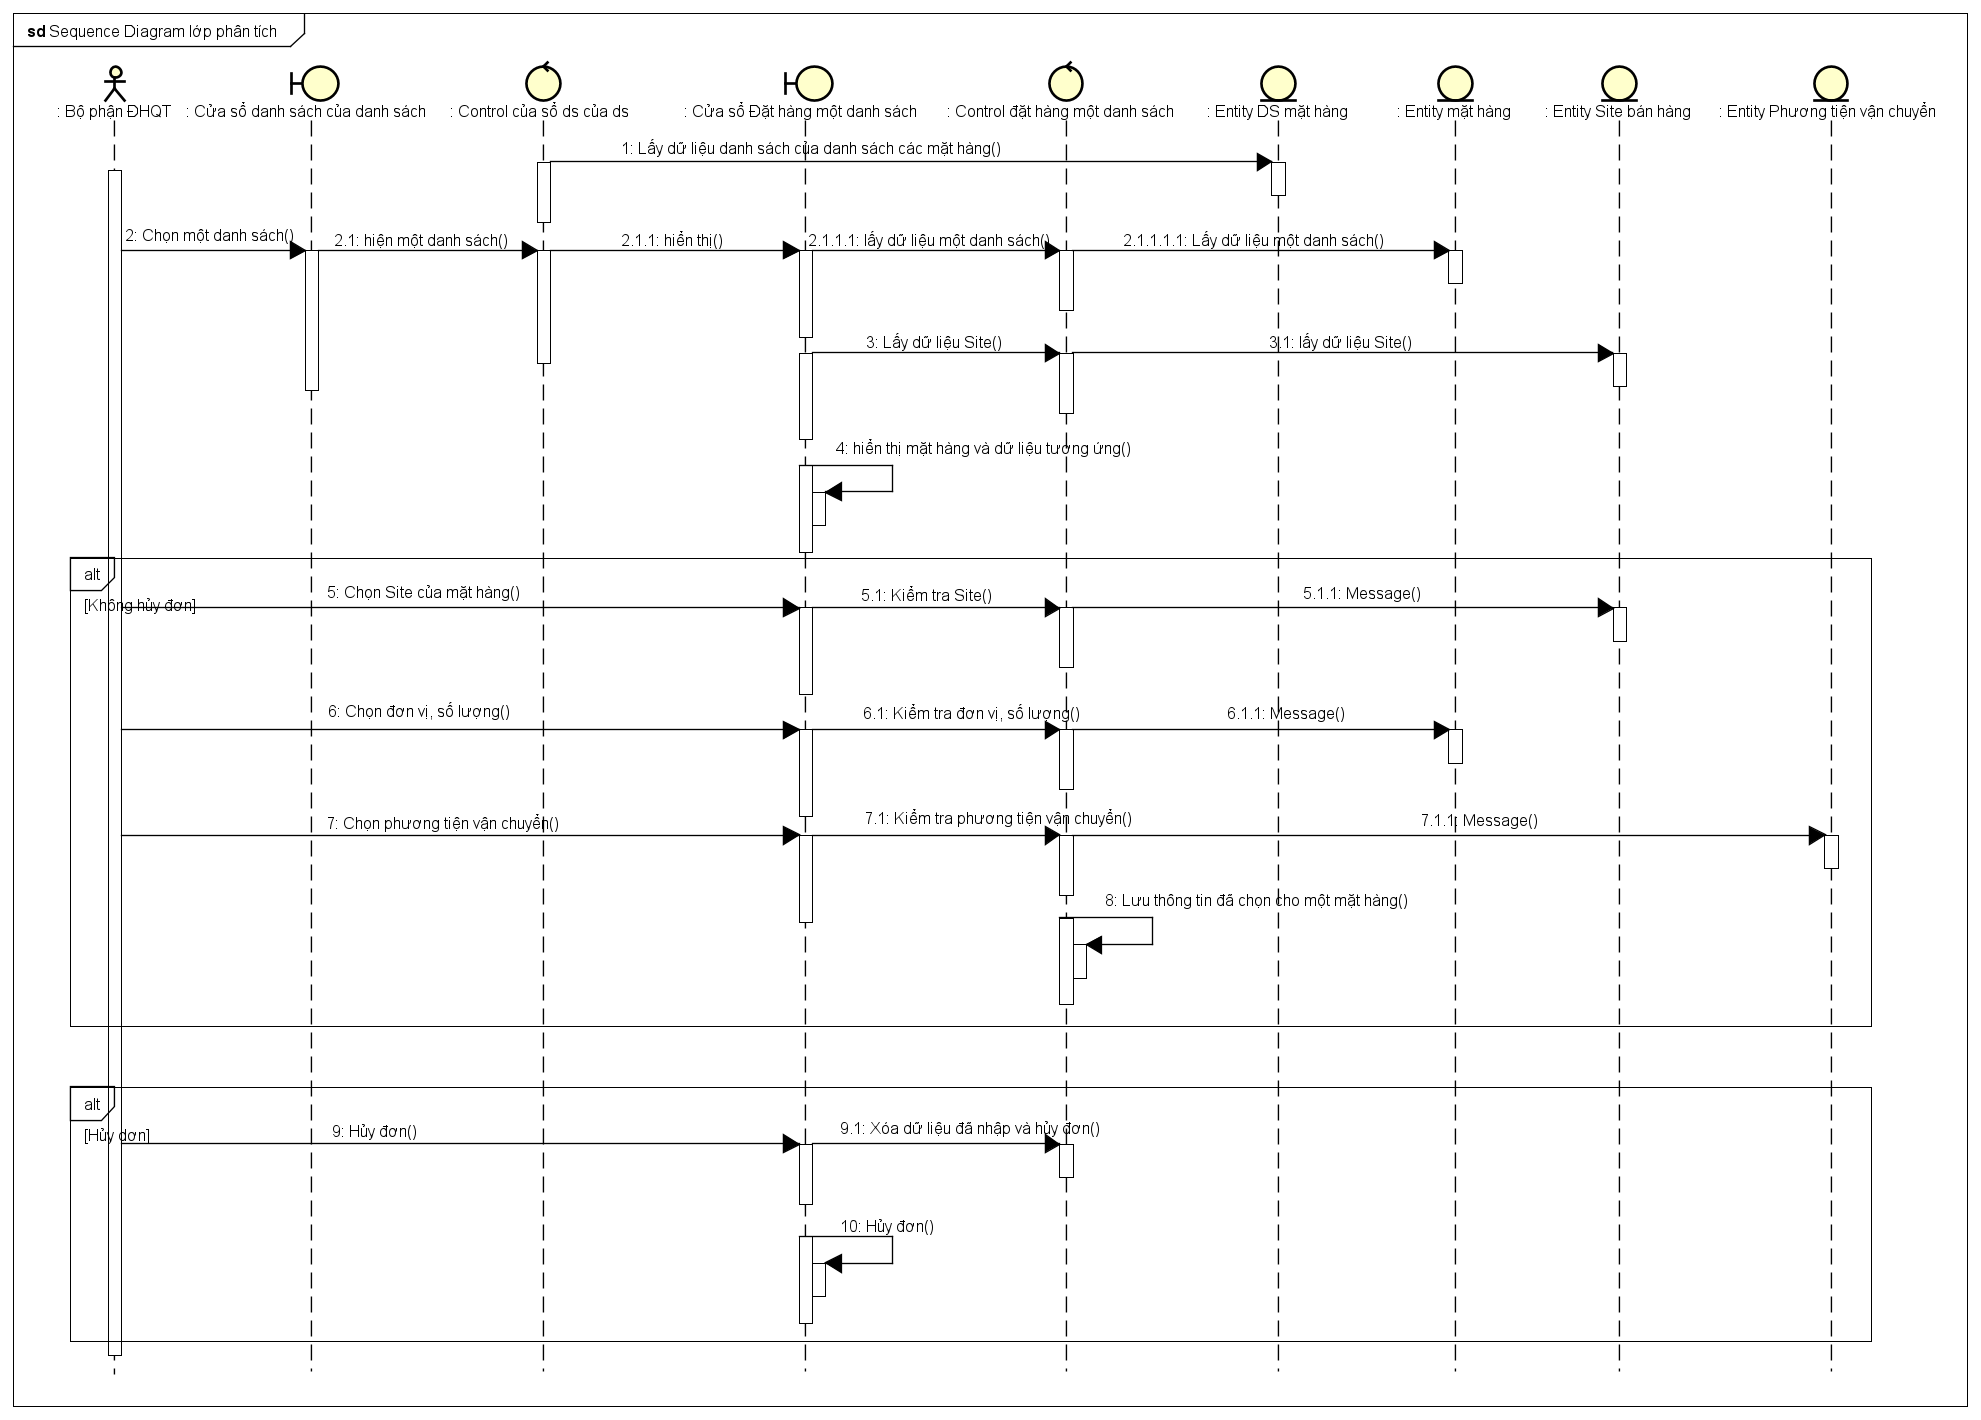 sd Sequence Diagram lớp phân tích
: Bộ phận ĐHQT
: Cửa sổ danh sách của danh sách
: Control cửa sổ ds của ds
: Cửa sổ Đặt hàng một danh sách
: Control đặt hàng một danh sách
: Entity DS mặt hàng
: Entity mặt hàng
: Entity Site bán hàng
: Entity Phương tiện vận chuyển
1: Lấy dữ liệu danh sách của danh sách các mặt hàng()
2: Chọn một danh sách()
2.1: hiện một danh sách()
2.1.1: hiển thị()
2.1.1.1: lấy dữ liệu một danh sách()
2.1.1.1.1: Lấy dữ liệu một danh sách()
3: Lấy dữ liệu Site()
3.1: lấy dữ liệu Site()
4: hiển thị mặt hàng và dữ liệu tương ứng()
alt
[Không hủy đơn]
5: Chọn Site của mặt hàng()
5.1: Kiểm tra Site()
5.1.1: Message()
6: Chọn đơn vị, số lượng()
6.1: Kiểm tra đơn vị, số lượng()
6.1.1: Message()
7: Chọn phương tiện vận chuyển()
7.1: Kiểm tra phương tiện vận chuyển()
7.1.1: Message()
8: Lưu thông tin đã chọn cho một mặt hàng()
alt
[Hủy dơn]
9: Hủy đơn()
9.1: Xóa dữ liệu đã nhập và hủy đơn()
10: Hủy đơn()